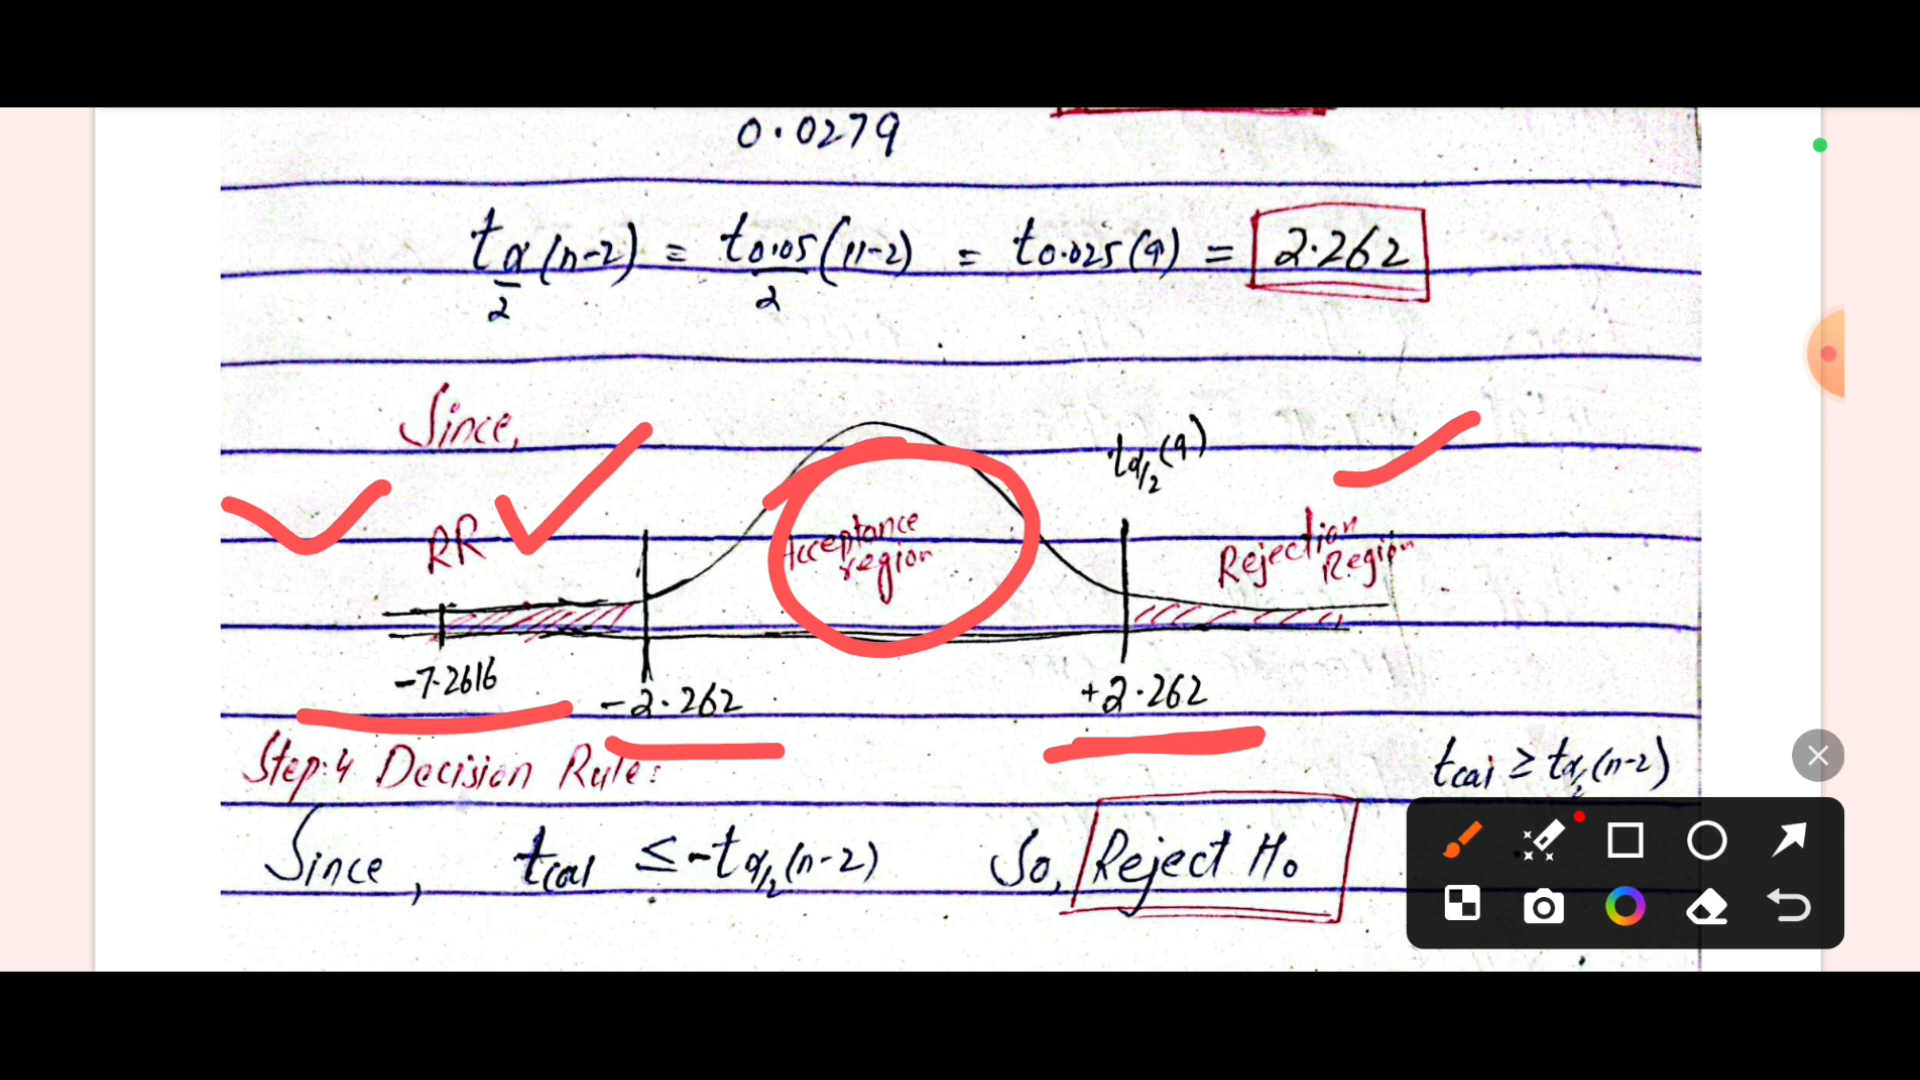 0.0279
tα/2 (n-2) = t0.05/2 (11-2) = t0.025 (9) = 2.262
Since,
tα/2 (9)
RR
Acceptance
region
Rejection
Region
-7.2616
-2.262
+2.262
Step:4 Decision Rule:
tcal ≥ tα/2 (n-2)
Since, tcal ≤ -tα/2 (n-2) So, Reject H₀